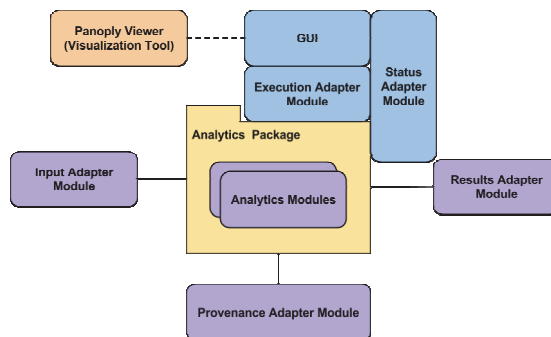 Panoply Viewer
(Visualization Tool)
GUI
Status
Adapter
Module
Execution Adapter
Module
Analytics Package
Input Adapter
Module
Analytics Modules
Results Adapter
Module
Provenance Adapter Module